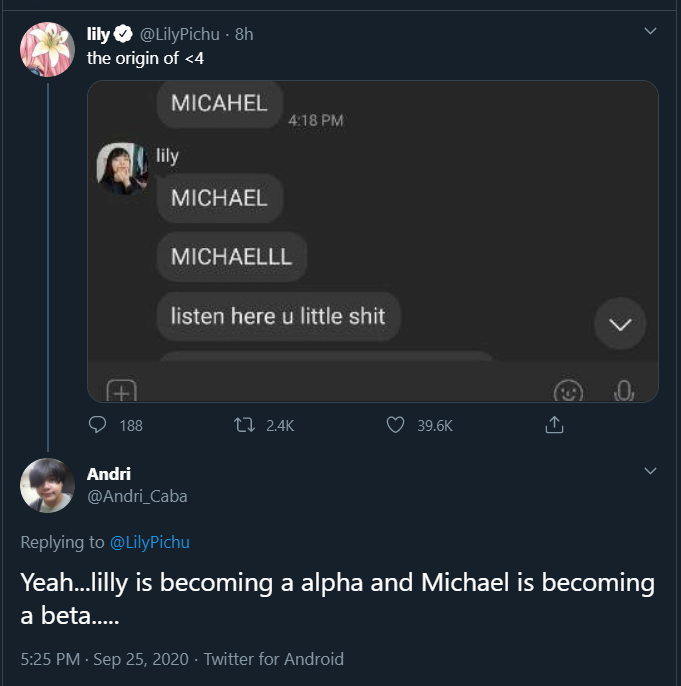 lily @LilyPichu · 8h
the origin of <4
MICAHEL
4:18 PM
lily
MICHAEL
MICHAELLL
listen here u little shit
188 2.4K 39.6K
Andri
@Andri_Caba
Replying to @LilyPichu
Yeah...lilly is becoming a alpha and Michael is becoming
a beta.....
5:25 PM · Sep 25, 2020 · Twitter for Android